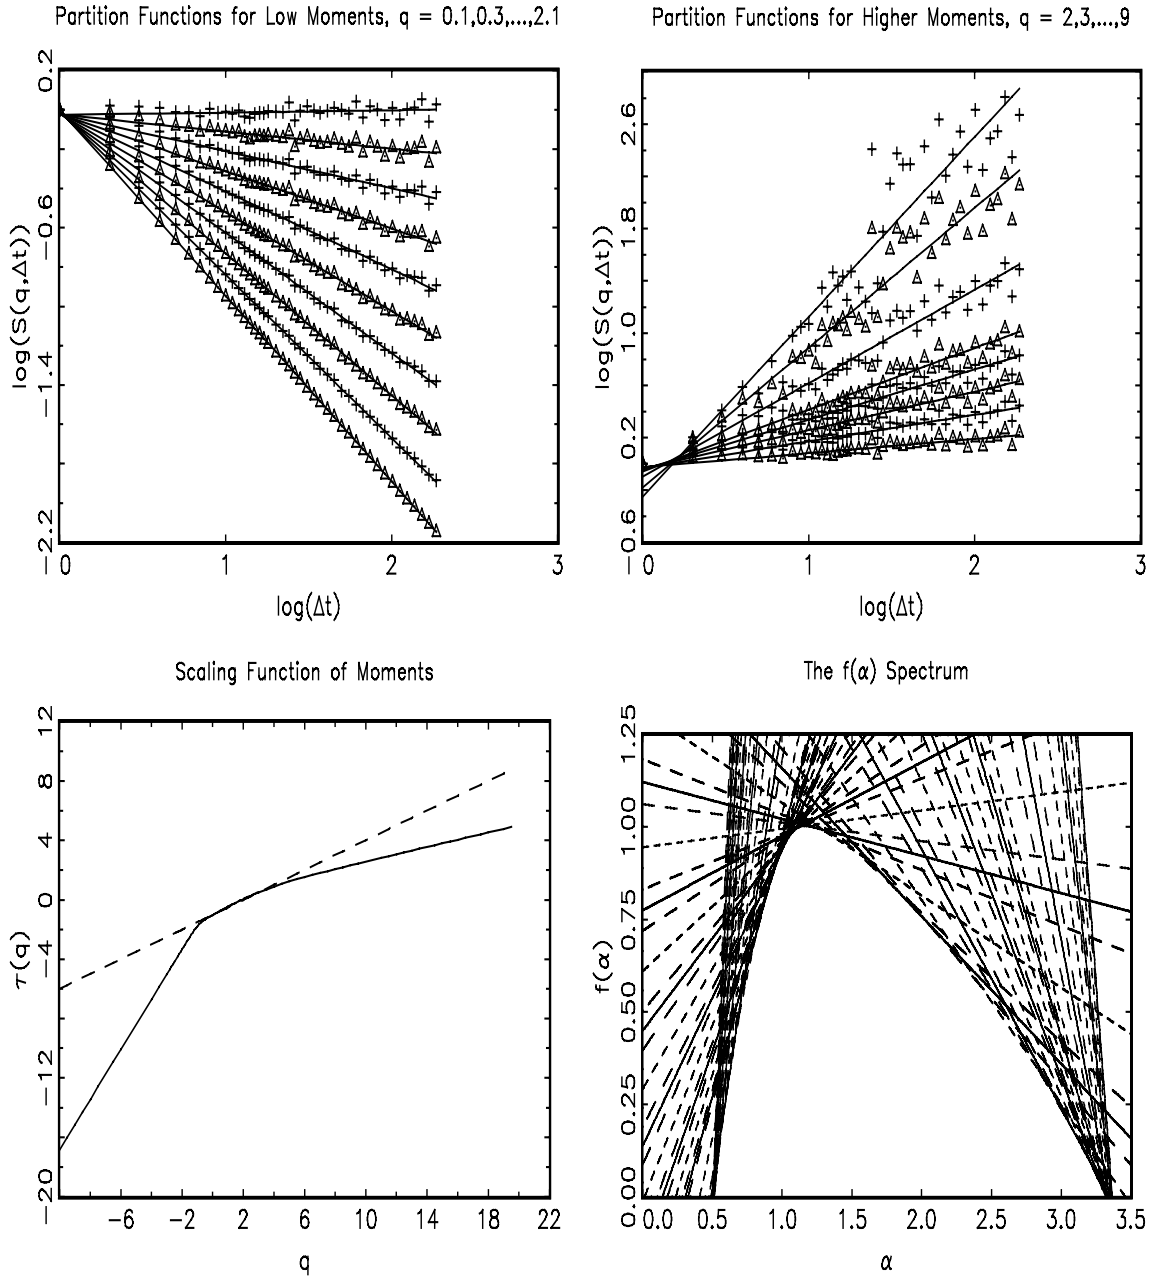 Partition Functions for Low Moments, q = 0.1,0.3,...,2.1
Partition Functions for Higher Moments, q = 2,3,...,9
0.2
−0.6
−1.4
−2.2
log(S(q,Δt))
0 1 2 3
log(Δt)
2.6
1.8
1.0
0.2
−0.6
log(S(q,Δt))
0 1 2 3
log(Δt)
Scaling Function of Moments
The f(α) Spectrum
12
8
4
0
−4
−12
−20
τ(q)
−6 −2 2 6 10 14 18 22
q
1.25
1.00
0.75
0.50
0.25
0.00
f(α)
0.0 0.5 1.0 1.5 2.0 2.5 3.0 3.5
α